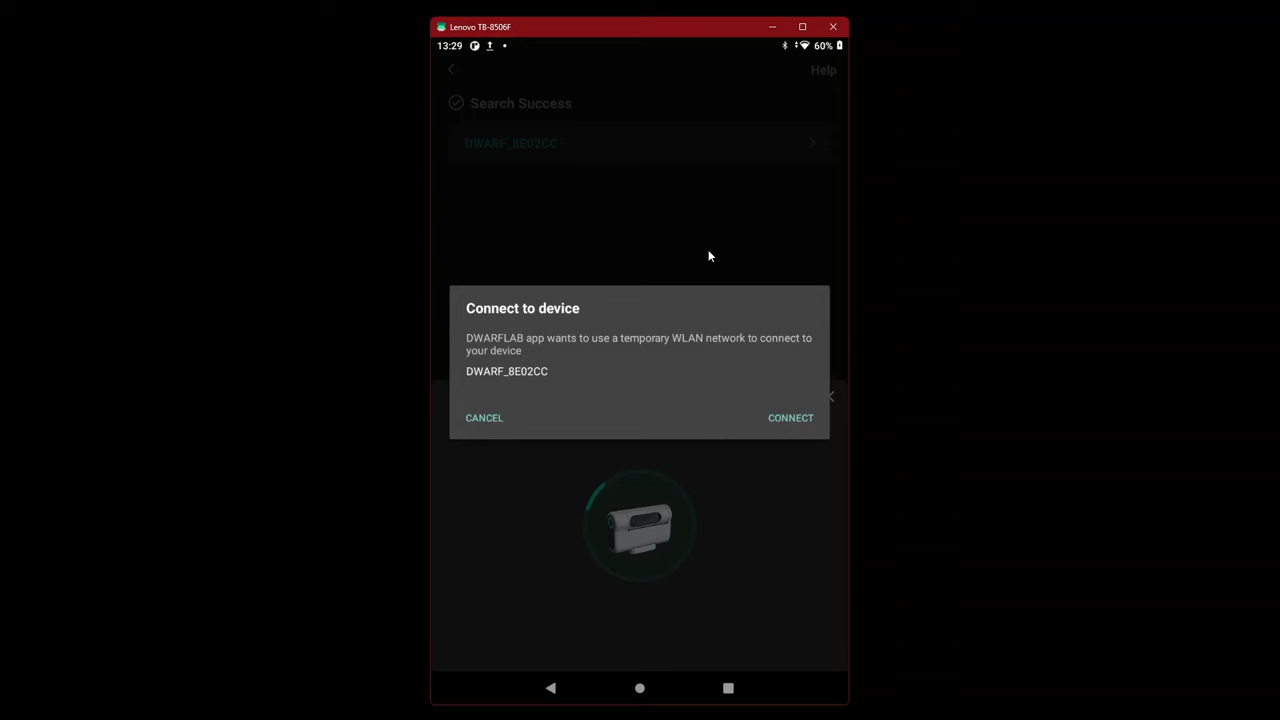 Lenovo TB-8506F
13:29
60%
Help
Search Success
DWARF_8E02CC
Connect to device
DWARFLAB app wants to use a temporary WLAN network to connect to
your device
DWARF_8E02CC
CANCEL
CONNECT